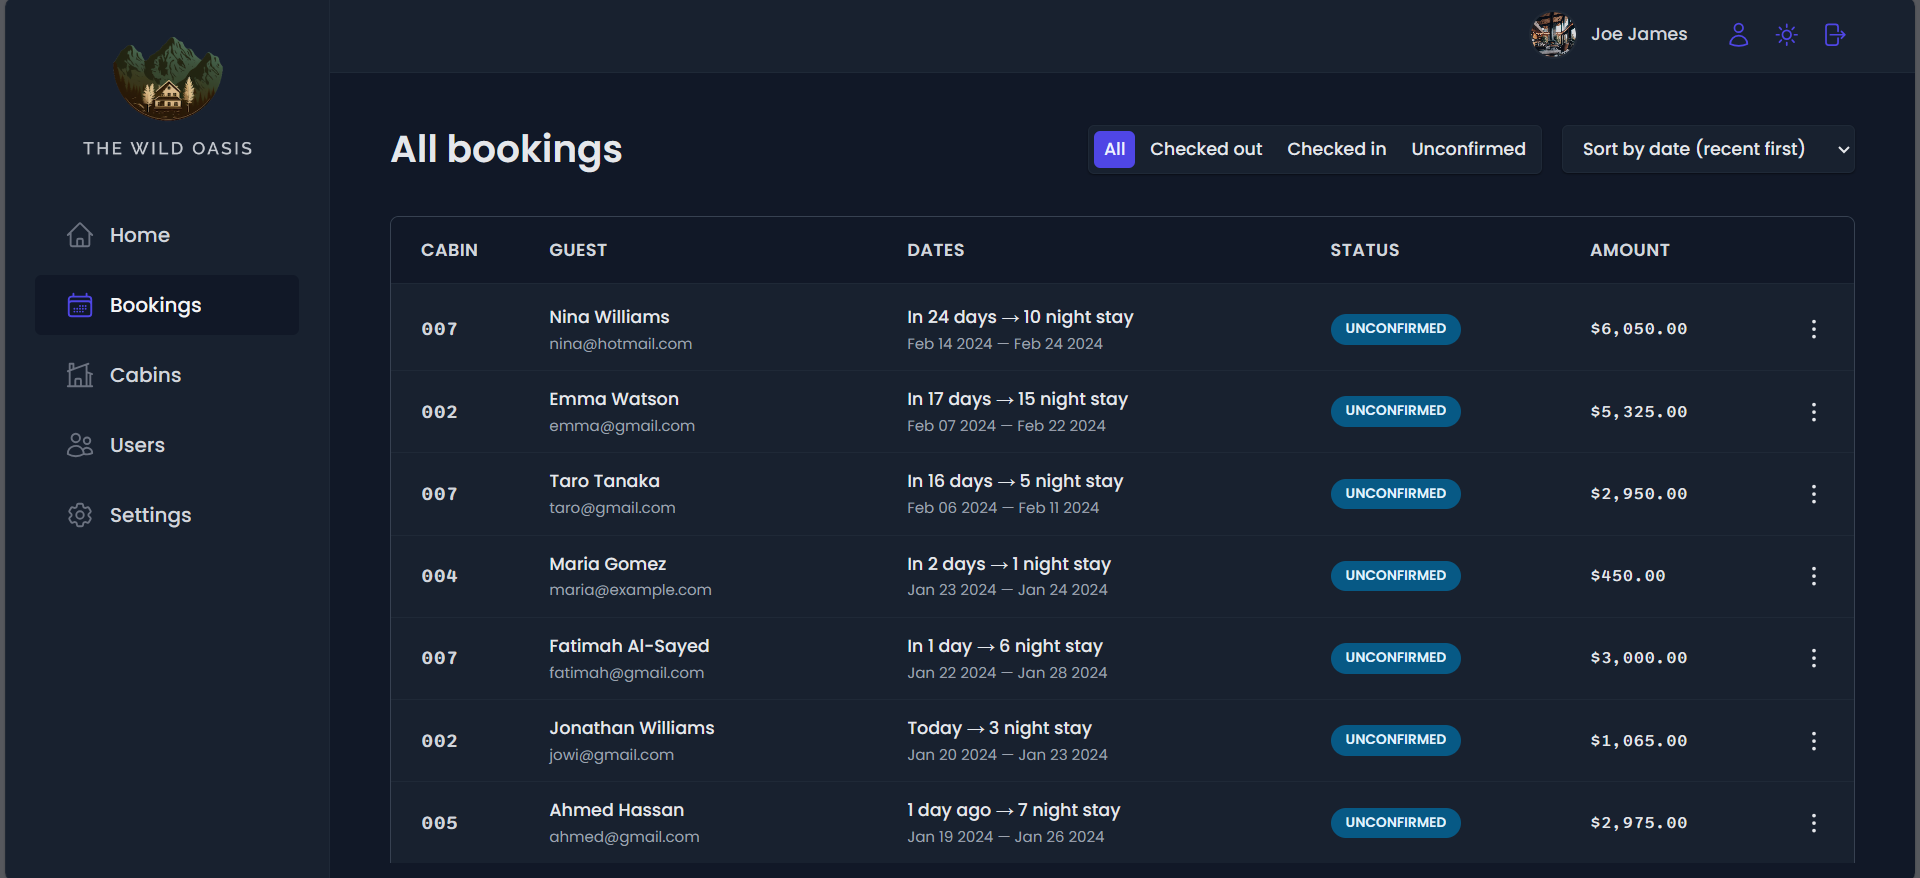 THE WILD OASIS
Home
Bookings
Cabins
Users
Settings
Joe James
All bookings
All Checked out Checked in Unconfirmed
Sort by date (recent first)
CABIN GUEST DATES STATUS AMOUNT
007 Nina Williams In 24 days → 10 night stay UNCONFIRMED $6,050.00
nina@hotmail.com Feb 14 2024 — Feb 24 2024
002 Emma Watson In 17 days → 15 night stay UNCONFIRMED $5,325.00
emma@gmail.com Feb 07 2024 — Feb 22 2024
007 Taro Tanaka In 16 days → 5 night stay UNCONFIRMED $2,950.00
taro@gmail.com Feb 06 2024 — Feb 11 2024
004 Maria Gomez In 2 days → 1 night stay UNCONFIRMED $450.00
maria@example.com Jan 23 2024 — Jan 24 2024
007 Fatimah Al-Sayed In 1 day → 6 night stay UNCONFIRMED $3,000.00
fatimah@gmail.com Jan 22 2024 — Jan 28 2024
002 Jonathan Williams Today → 3 night stay UNCONFIRMED $1,065.00
jowi@gmail.com Jan 20 2024 — Jan 23 2024
005 Ahmed Hassan 1 day ago → 7 night stay UNCONFIRMED $2,975.00
ahmed@gmail.com Jan 19 2024 — Jan 26 2024